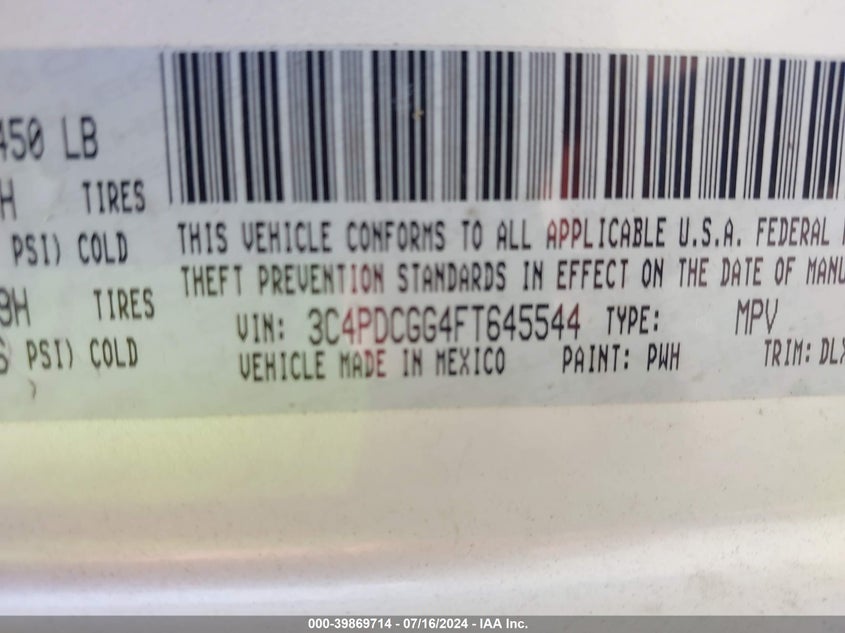 450 LB
H TIRES
PSI) COLD
9H TIRES
PSI) COLD
THIS VEHICLE CONFORMS TO ALL APPLICABLE U.S.A. FEDERAL
THEFT PREVENTION STANDARDS IN EFFECT ON THE DATE OF MANU
VIN: 3C4PDCGG4FT645544 TYPE: MPV
VEHICLE MADE IN MEXICO PAINT: PWH TRIM: DLX
000-39869714 - 07/16/2024 - IAA Inc.